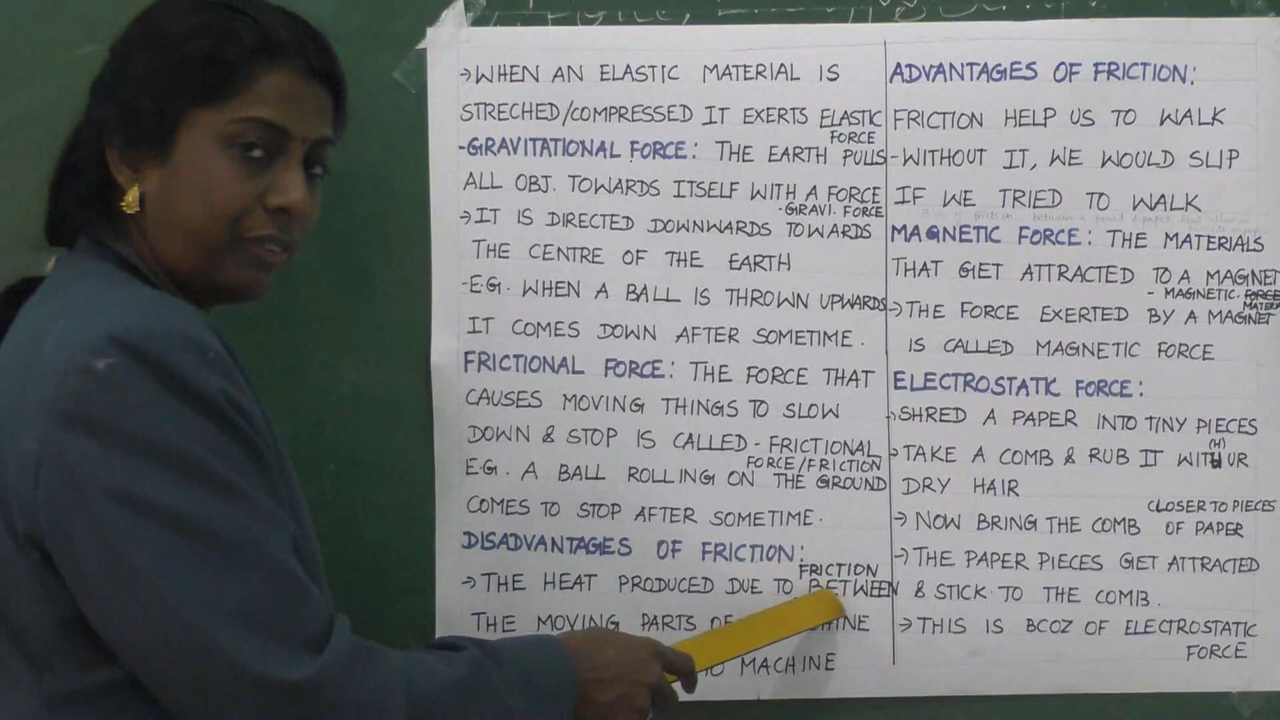 →WHEN AN ELASTIC MATERIAL IS
STRECHED/COMPRESSED IT EXERTS ELASTIC
FORCE
-GRAVITATIONAL FORCE: THE EARTH PULLS
ALL OBJ. TOWARDS ITSELF WITH A FORCE
-GRAVI. FORCE
→IT IS DIRECTED DOWNWARDS TOWARDS
THE CENTRE OF THE EARTH
-E.G. WHEN A BALL IS THROWN UPWARDS
IT COMES DOWN AFTER SOMETIME.
FRICTIONAL FORCE: THE FORCE THAT
CAUSES MOVING THINGS TO SLOW
DOWN & STOP IS CALLED - FRICTIONAL
FORCE/FRICTION
E.G. A BALL ROLLING ON THE GROUND
COMES TO STOP AFTER SOMETIME.
DISADVANTAGES OF FRICTION:
FRICTION
→THE HEAT PRODUCED DUE TO BETWEEN
THE MOVING PARTS OF
MACHINE
ADVANTAGES OF FRICTION:
FRICTION HELP US TO WALK
-WITHOUT IT, WE WOULD SLIP
IF WE TRIED TO WALK
MAGNETIC FORCE: THE MATERIALS
THAT GET ATTRACTED TO A MAGNET
- MAGNETIC. FORCE
→THE FORCE EXERTED BY A MAGNET
IS CALLED MAGNETIC FORCE
ELECTROSTATIC FORCE:
→SHRED A PAPER INTO TINY PIECES
(H)
→TAKE A COMB & RUB IT WITH UR
DRY HAIR
CLOSER TO PIECES
→NOW BRING THE COMB OF PAPER
→THE PAPER PIECES GET ATTRACTED
& STICK TO THE COMB.
→THIS IS BCOZ OF ELECTROSTATIC
FORCE